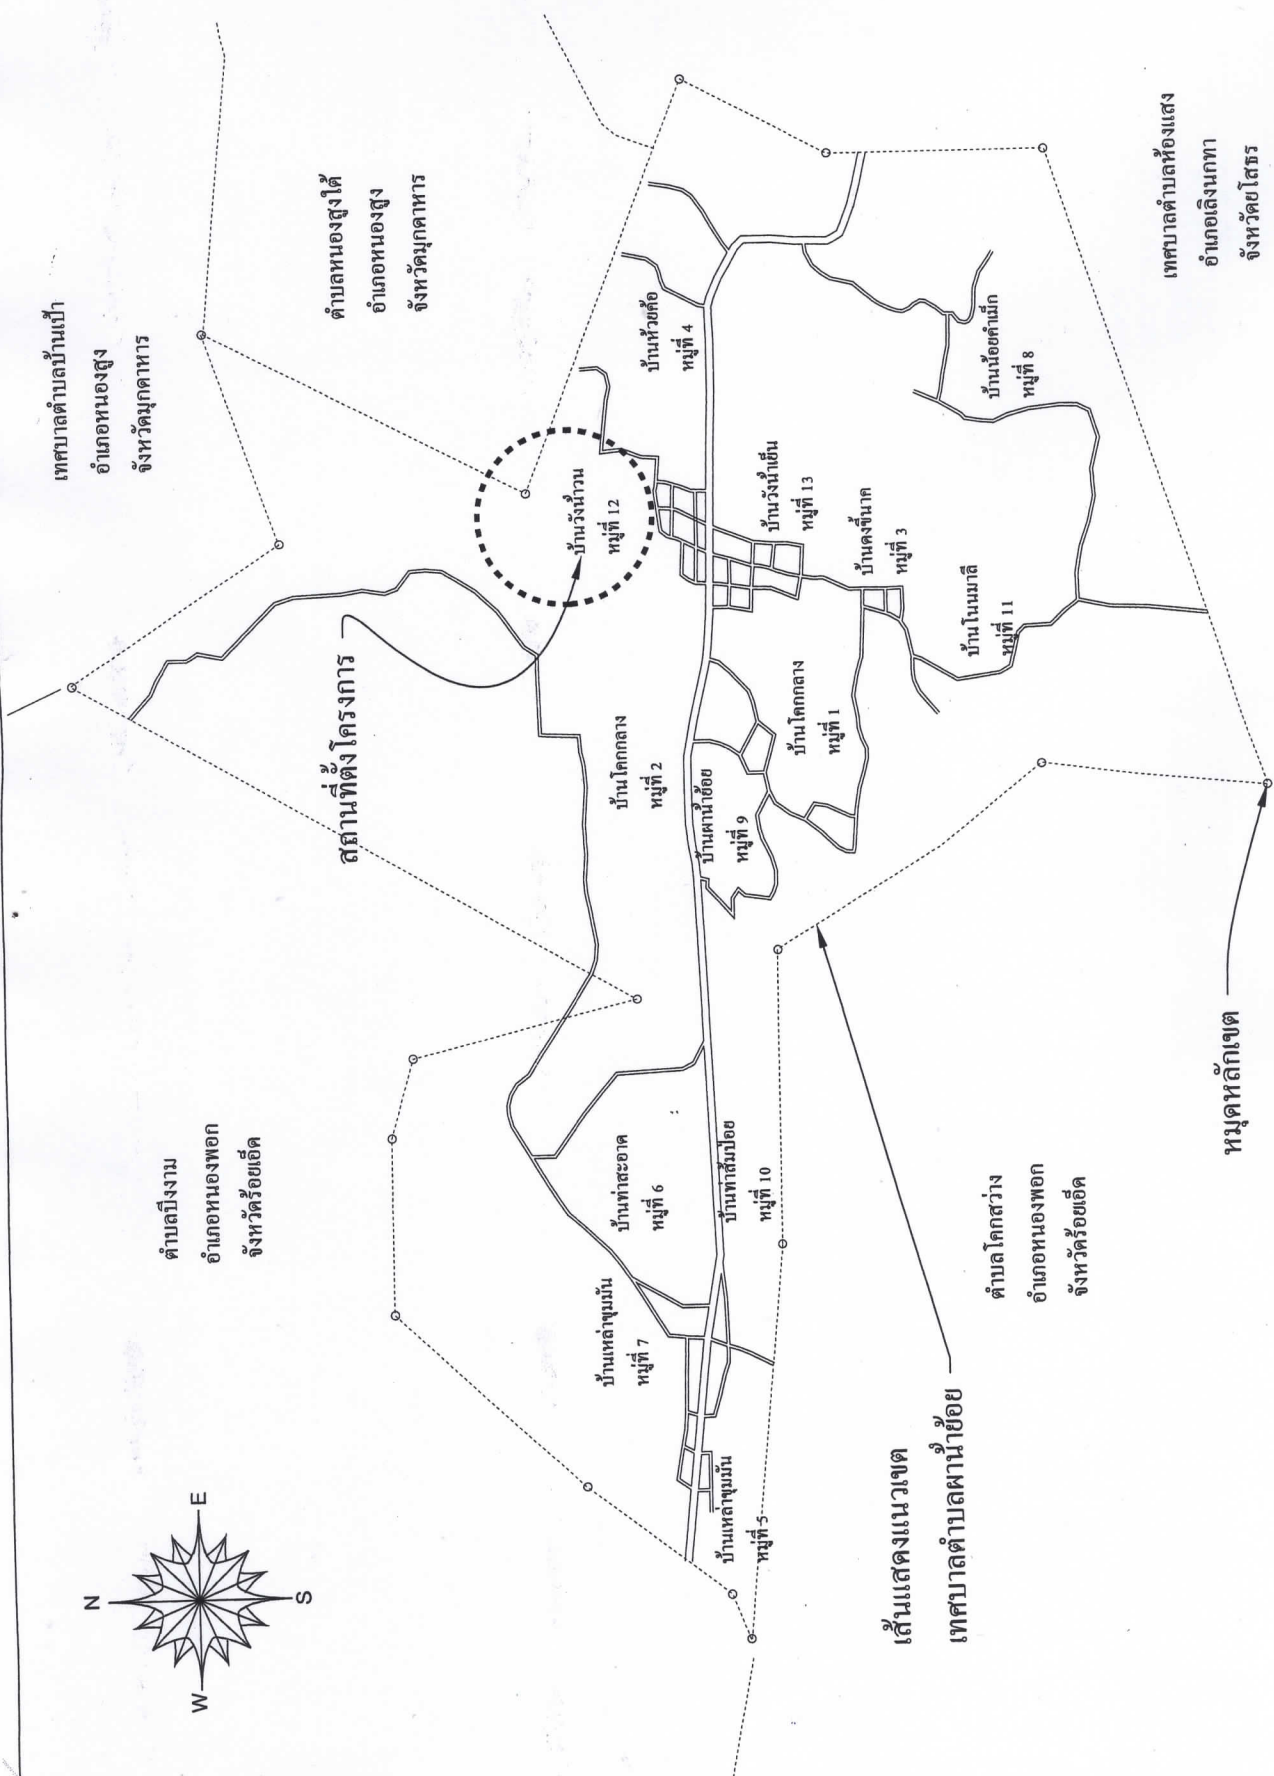 N
W
E
S
ตำบลบึงงาม
อำเภอหนองพอก
จังหวัดร้อยเอ็ด
เทศบาลตำบลบ้านเป้า
อำเภอหนองสูง
จังหวัดมุกดาหาร
ตำบลหนองสูงใต้
อำเภอหนองสูง
จังหวัดมุกดาหาร
สถานที่ตั้งโครงการ
บ้านวังน้ำวน
หมู่ที่ 12
บ้านห้วยค้อ
หมู่ที่ 4
บ้านโคกกลาง
หมู่ที่ 2
บ้านท่าสะอาด
หมู่ที่ 6
บ้านเหล่าขุมมัน
หมู่ที่ 7
บ้านเหล่าขุมมัน
หมู่ที่ 5
บ้านท่าส้มป่อย
หมู่ที่ 10
บ้านผาน้ำย้อย
หมู่ที่ 9
บ้านโคกกลาง
หมู่ที่ 1
บ้านวังน้ำเย็น
หมู่ที่ 13
บ้านดงขี้นาค
หมู่ที่ 3
บ้านโนนมาลี
หมู่ที่ 11
บ้านน้อยคำเม็ก
หมู่ที่ 8
เส้นแสดงแนวเขต
เทศบาลตำบลผาน้ำย้อย
ตำบลโคกสว่าง
อำเภอหนองพอก
จังหวัดร้อยเอ็ด
หมุดหลักเขต
เทศบาลตำบลห้องแสง
อำเภอเลิงนกทา
จังหวัดยโสธร